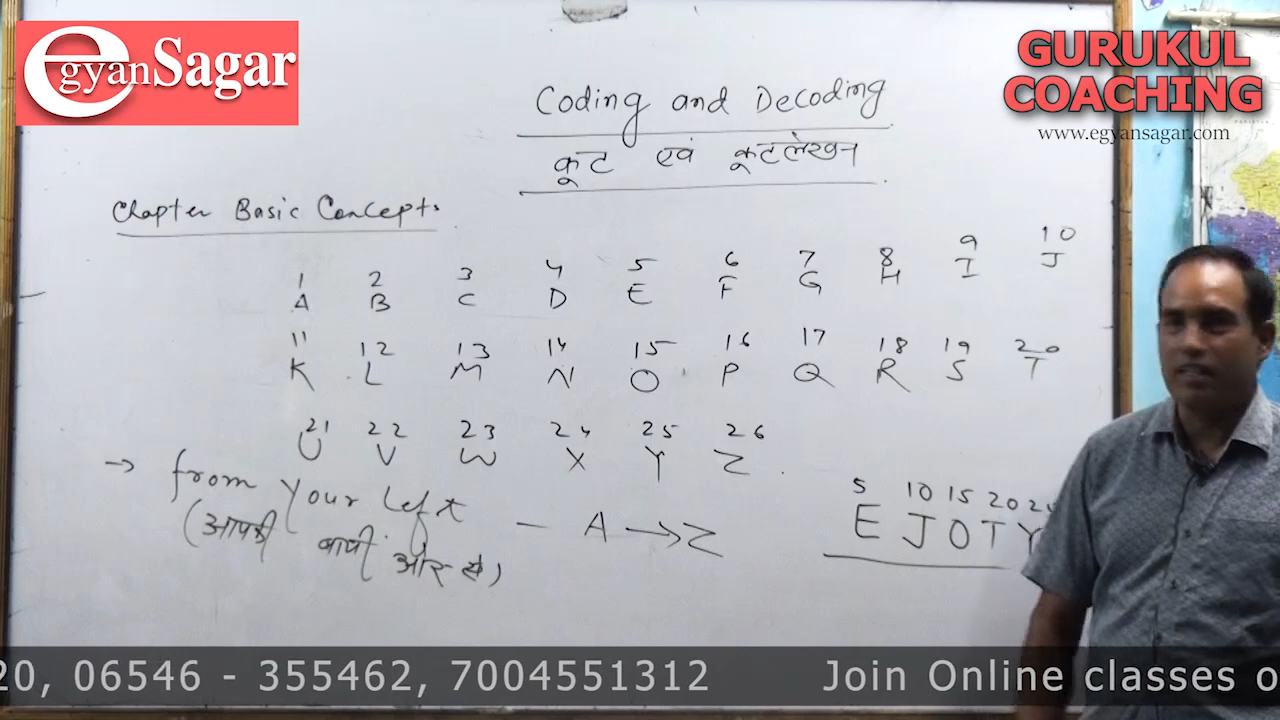 egyanSagar
GURUKUL
COACHING
www.egyansagar.com
Coding and Decoding
कूट एवं कूटलेखन
Chapter Basic Concepts
1 2 3 4 5 6 7 8 9 10
A B C D E F G H I J
11 12 13 14 15 16 17 18 19 20
K L M N O P Q R S T
21 22 23 24 25 26
U V W X Y Z
→ from your left
(आपकी बायीं ओर से)
— A → Z
5 10 15 20
E J O T Y
20, 06546 - 355462, 7004551312 Join Online classes o